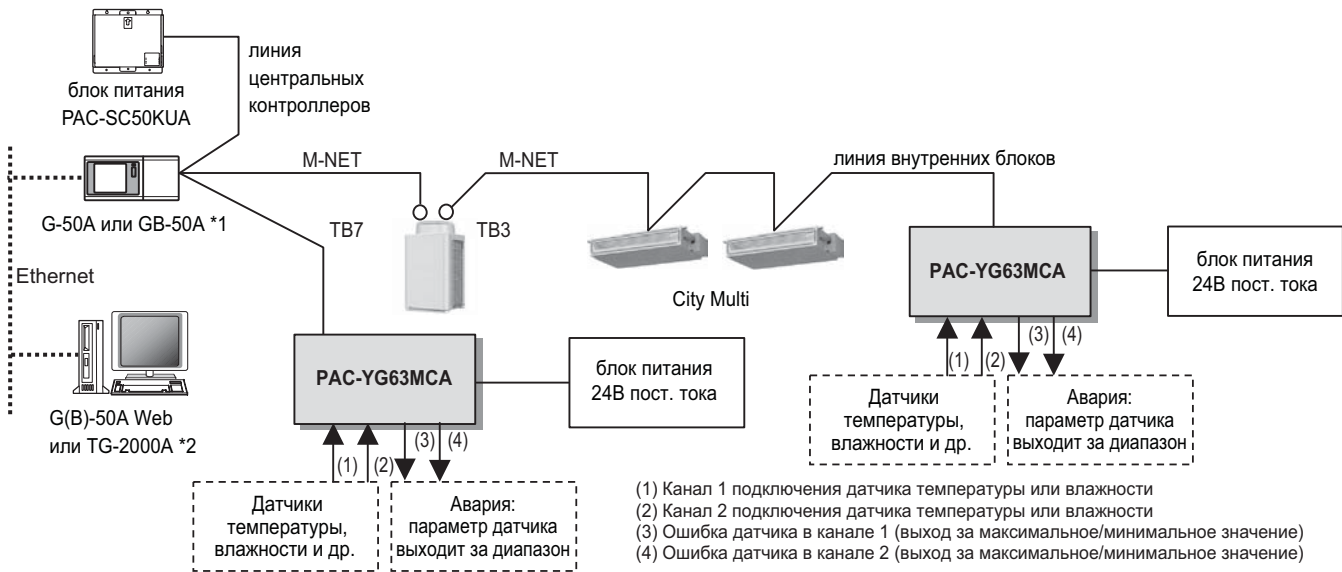 блок питания
PAC-SC50KUA
линия
центральных
контроллеров
M-NET
M-NET
линия внутренних блоков
G-50A или GB-50A *1
TB7
TB3
City Multi
PAC-YG63MCA
блок питания
24В пост. тока
Ethernet
(1)
(2)
(3)
(4)
Датчики
температуры,
влажности и др.
Авария:
параметр датчика
выходит за диапазон
G(B)-50A Web
или TG-2000A *2
PAC-YG63MCA
блок питания
24В пост. тока
(1)
(2)
(3)
(4)
Датчики
температуры,
влажности и др.
Авария:
параметр датчика
выходит за диапазон
(1) Канал 1 подключения датчика температуры или влажности
(2) Канал 2 подключения датчика температуры или влажности
(3) Ошибка датчика в канале 1 (выход за максимальное/минимальное значение)
(4) Ошибка датчика в канале 2 (выход за максимальное/минимальное значение)